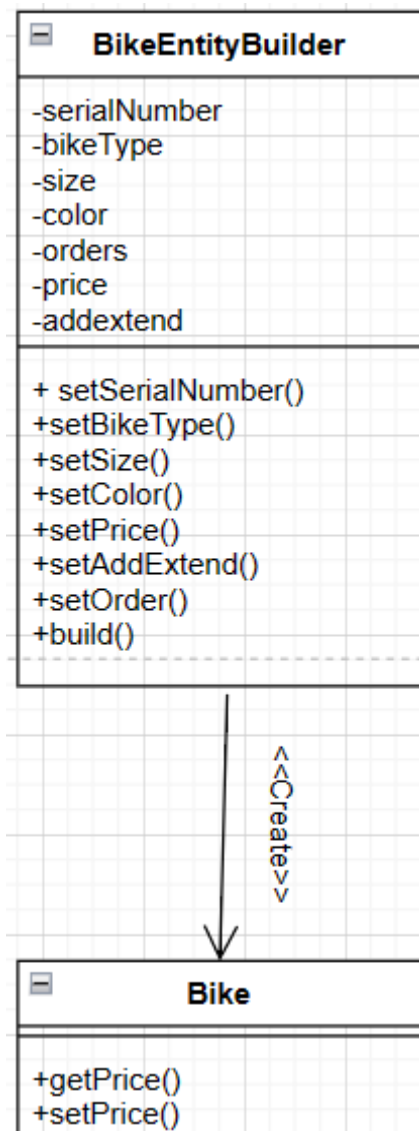 BikeEntityBuilder
-serialNumber
-bikeType
-size
-color
-orders
-price
-addextend
+ setSerialNumber()
+setBikeType()
+setSize()
+setColor()
+setPrice()
+setAddExtend()
+setOrder()
+build()
<<Create>>
Bike
+getPrice()
+setPrice()